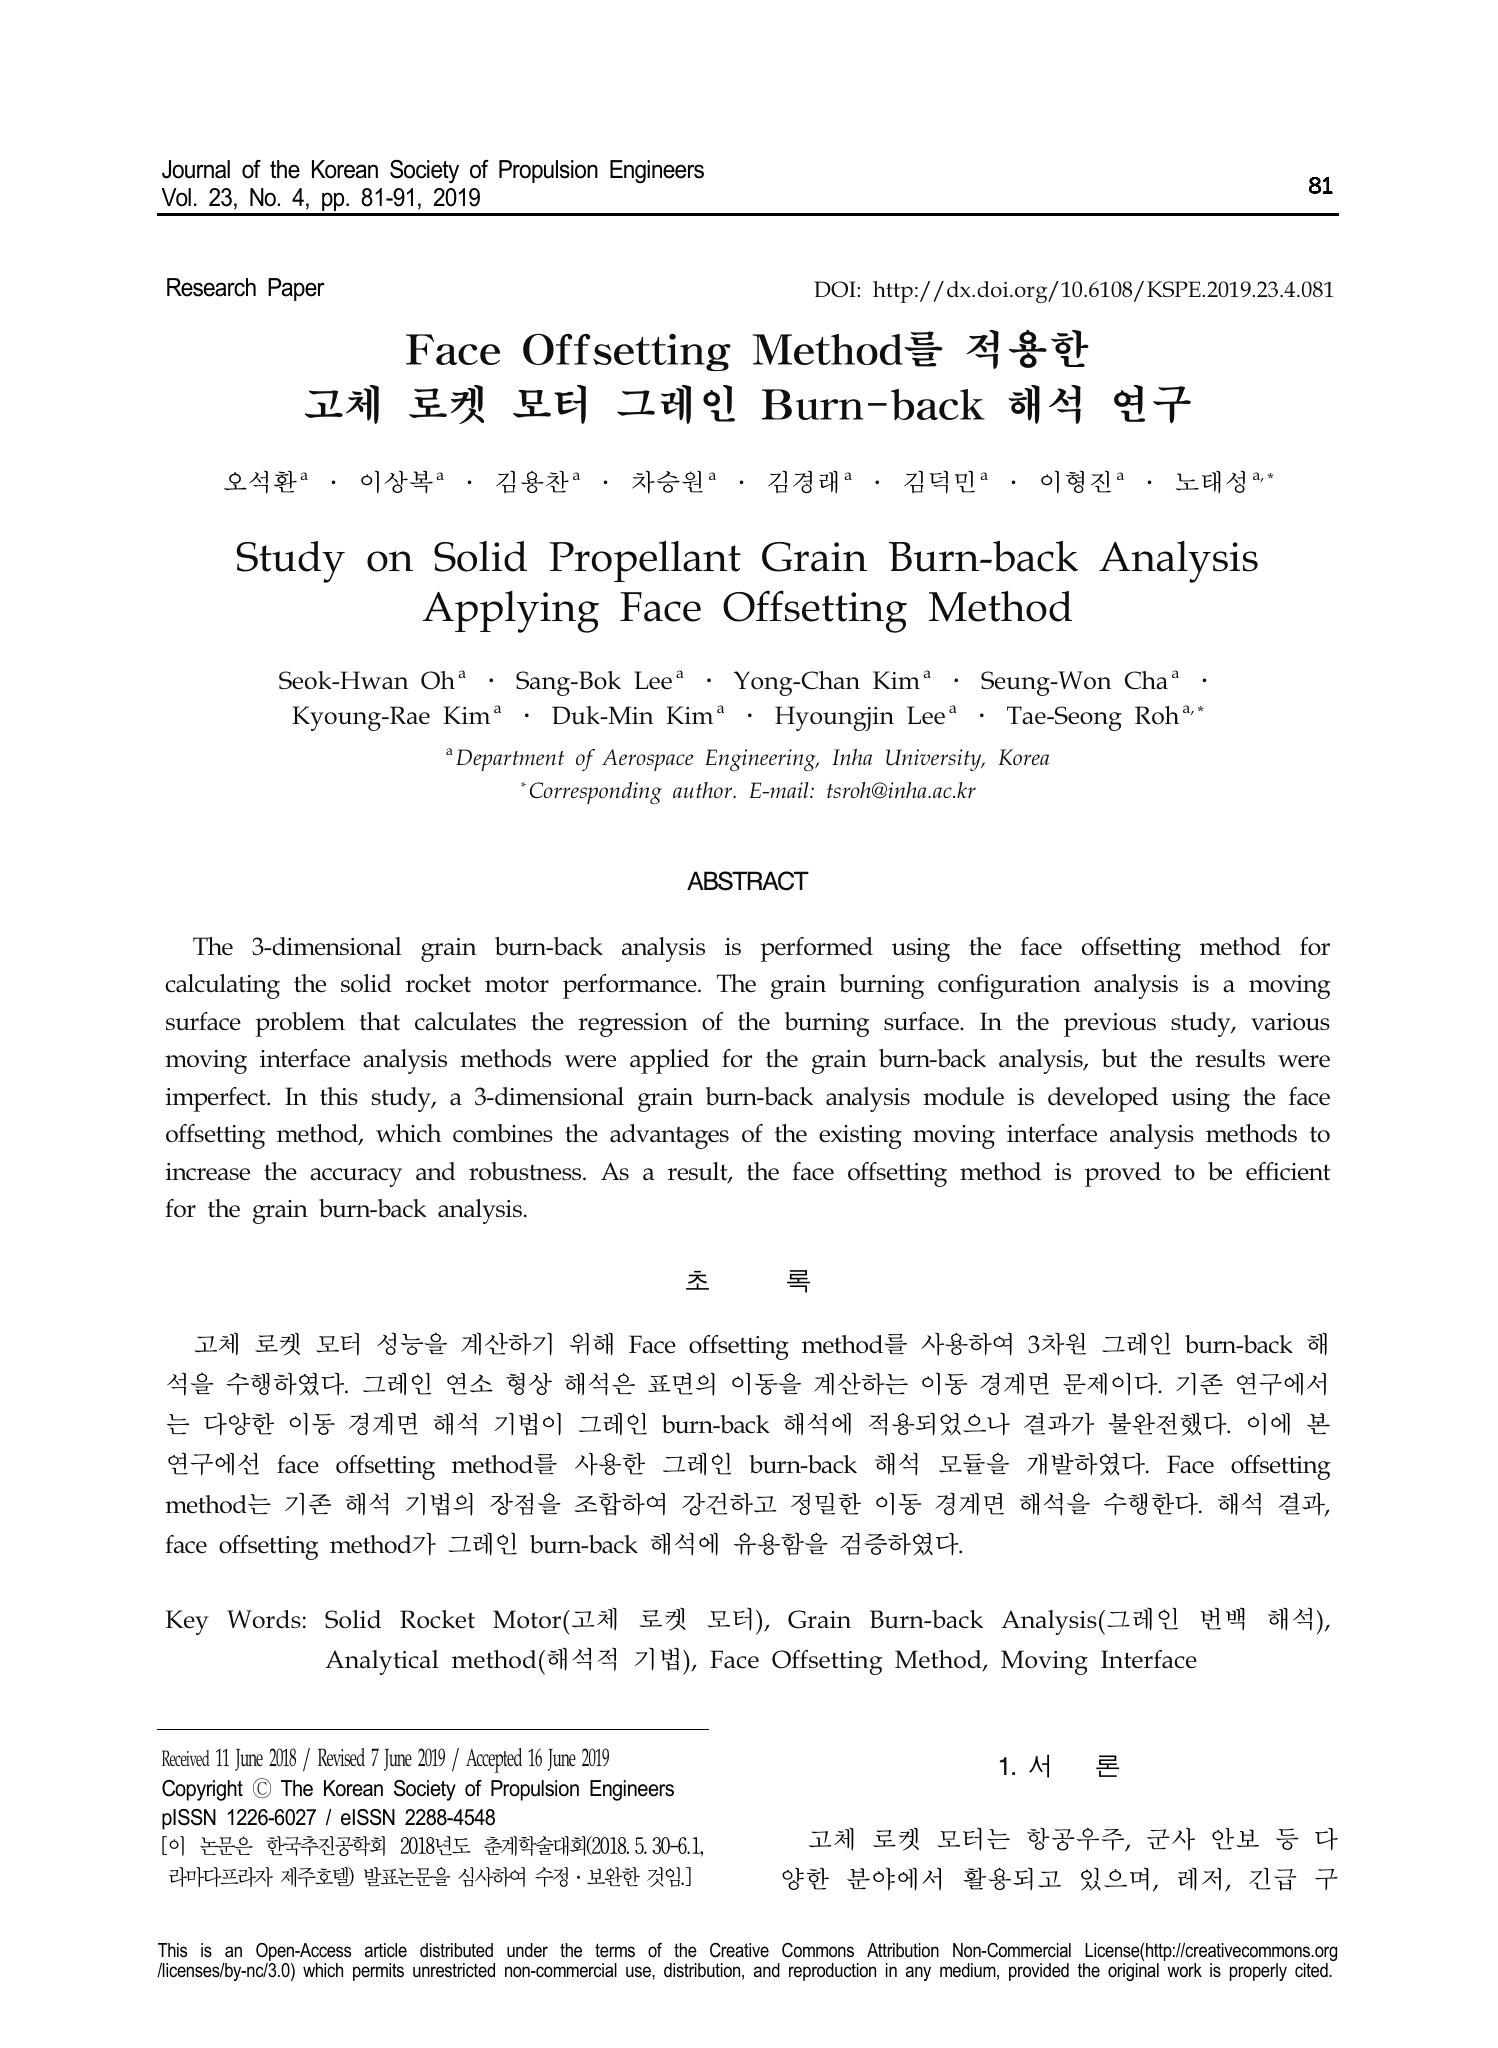 Journal of the Korean Society of Propulsion Engineers
Vol. 23, No. 4, pp. 81-91, 2019
81
Research Paper
DOI: http://dx.doi.org/10.6108/KSPE.2019.23.4.081
Face Offsetting Method를 적용한
고체 로켓 모터 그레인 Burn-back 해석 연구
오석환 a · 이상복 a · 김용찬 a · 차승원 a · 김경래 a · 김덕민 a · 이형진 a · 노태성 a, *
Study on Solid Propellant Grain Burn-back Analysis
Applying Face Offsetting Method
Seok-Hwan Oh a · Sang-Bok Lee a · Yong-Chan Kim a · Seung-Won Cha a ·
Kyoung-Rae Kim a · Duk-Min Kim a · Hyoungjin Lee a · Tae-Seong Roh a, *
a Department of Aerospace Engineering, Inha University, Korea
* Corresponding author. E-mail: tsroh@inha.ac.kr
ABSTRACT
The 3-dimensional grain burn-back analysis is performed using the face offsetting method for
calculating the solid rocket motor performance. The grain burning configuration analysis is a moving
surface problem that calculates the regression of the burning surface. In the previous study, various
moving interface analysis methods were applied for the grain burn-back analysis, but the results were
imperfect. In this study, a 3-dimensional grain burn-back analysis module is developed using the face
offsetting method, which combines the advantages of the existing moving interface analysis methods to
increase the accuracy and robustness. As a result, the face offsetting method is proved to be efficient
for the grain burn-back analysis.
초 록
고체 로켓 모터 성능을 계산하기 위해 Face offsetting method를 사용하여 3차원 그레인 burn-back 해
석을 수행하였다. 그레인 연소 형상 해석은 표면의 이동을 계산하는 이동 경계면 문제이다. 기존 연구에서
는 다양한 이동 경계면 해석 기법이 그레인 burn-back 해석에 적용되었으나 결과가 불완전했다. 이에 본
연구에선 face offsetting method를 사용한 그레인 burn-back 해석 모듈을 개발하였다. Face offsetting
method는 기존 해석 기법의 장점을 조합하여 강건하고 정밀한 이동 경계면 해석을 수행한다. 해석 결과,
face offsetting method가 그레인 burn-back 해석에 유용함을 검증하였다.
Key Words: Solid Rocket Motor(고체 로켓 모터), Grain Burn-back Analysis(그레인 번백 해석),
Analytical method(해석적 기법), Face Offsetting Method, Moving Interface
Received 11 June 2018 / Revised 7 June 2019 / Accepted 16 June 2019
Copyright Ⓒ The Korean Society of Propulsion Engineers
pISSN 1226-6027 / eISSN 2288-4548
[이 논문은 한국추진공학회 2018년도 춘계학술대회(2018. 5. 30-6.1,
라마다프라자 제주호텔) 발표논문을 심사하여 수정·보완한 것임.]
1. 서 론
고체 로켓 모터는 항공우주, 군사 안보 등 다
양한 분야에서 활용되고 있으며, 레저, 긴급 구
This is an Open-Access article distributed under the terms of the Creative Commons Attribution Non-Commercial License(http://creativecommons.org
/licenses/by-nc/3.0) which permits unrestricted non-commercial use, distribution, and reproduction in any medium, provided the original work is properly cited.